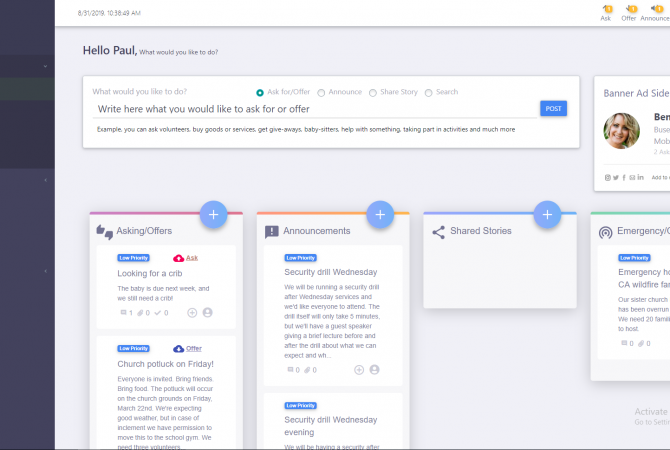 8/31/2019, 10:38:49 AM
Ask
Offer
Announce
Hello Paul, What would you like to do?
What would you like to do?
Ask for/Offer
Announce
Share Story
Search
Write here what you would like to ask for or offer
POST
Example, you can ask volunteers, buy goods or services, get give-aways, baby-sitters, help with something, taking part in activities and much more
Banner Ad Side
Ben
Buse
Mob
2 Ask
Add to
Asking/Offers
Low Priority
Ask
Looking for a crib
The baby is due next week, and
we still need a crib!
1 0 0
Low Priority
Offer
Church potluck on Friday!
Everyone is invited. Bring friends.
Bring food. The potluck will occur
on the church grounds on Friday,
March 22nd. We're expecting
good weather, but in case of
inclement we have permission to
move this to the school gym. We
need three volunteers...
Announcements
Low Priority
Security drill Wednesday
We will be running a security drill
after Wednesday services and
we'd like everyone to attend. The
drill itself will only take 5 minutes,
but we'll have a guest speaker
giving a brief lecture before and
after the drill about what we can
expect and wh...
0 0
Low Priority
Security drill Wednesday
evening
We will be having a security after
Shared Stories
Emergency/C
Low Priority
Emergency ho
CA wildfire fa
Our sister church
has been overrun
We need 20 famili
to host.
0 0
Activate
Go to Settin